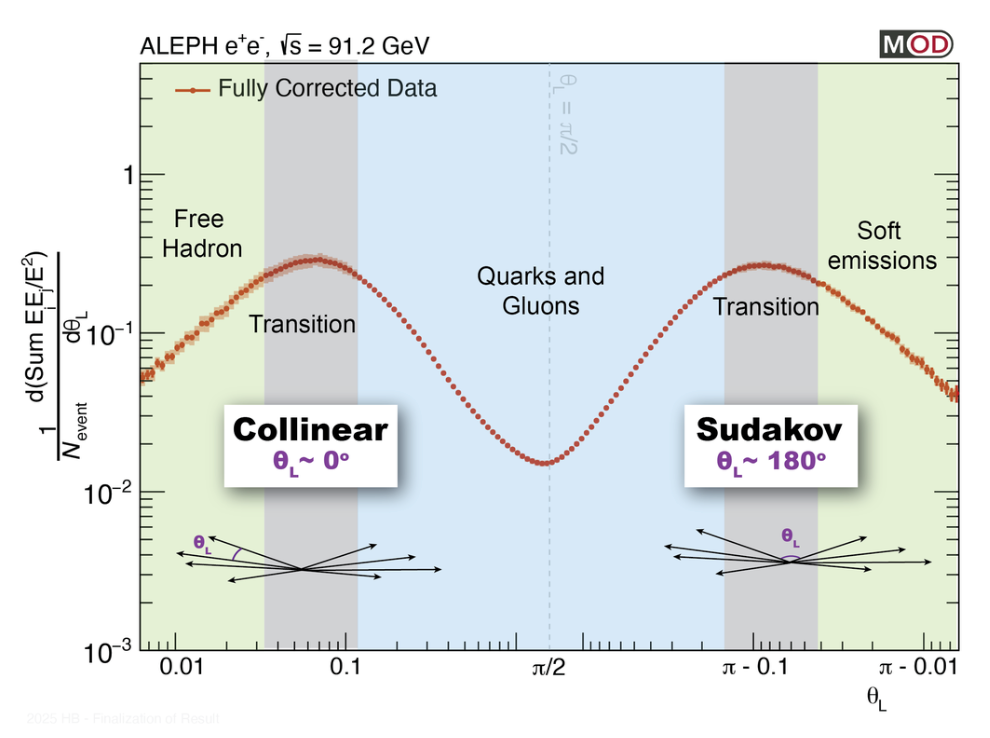 ALEPH e⁺e⁻, √s = 91.2 GeV
MOD
Fully Corrected Data
θL = π/2
Free
Hadron
Soft
emissions
Quarks and
Gluons
Transition
Transition
Collinear
θL~ 0°
Sudakov
θL~ 180°
θL
θL
1
Nevent
d(Sum EiEj/E²)
dθL
1
10⁻¹
10⁻²
10⁻³
0.01
0.1
π/2
π - 0.1
π - 0.01
θL
2025 HB - Finalization of Result